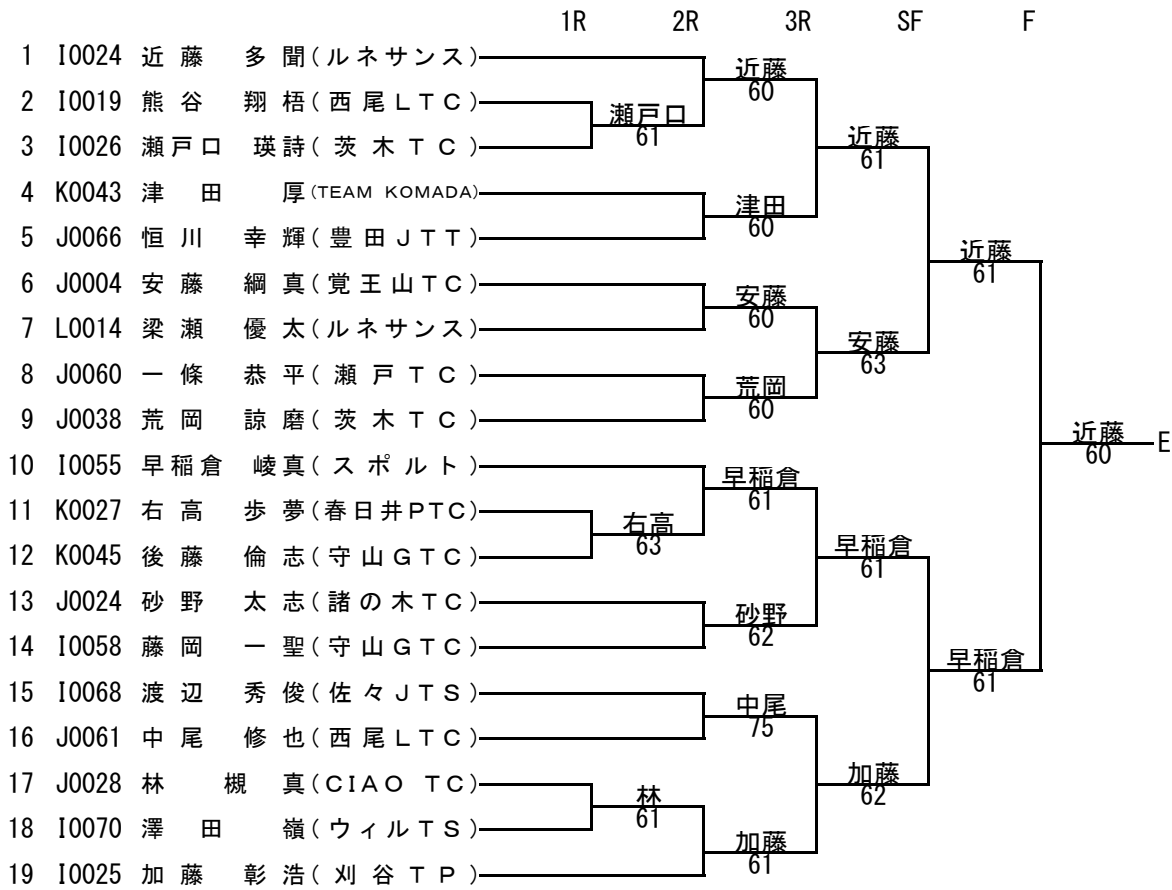 1R 2R 3R SF F
1 I0024 近藤 多聞(ルネサンス)
近藤
60
2 I0019 熊谷 翔梧(西尾LTC)
瀬戸口
61
3 I0026 瀬戸口 瑛詩(茨木TC)
近藤
61
4 K0043 津田 厚(TEAM KOMADA)
津田
60
5 J0066 恒川 幸輝(豊田JTT)
近藤
61
6 J0004 安藤 綱真(覚王山TC)
安藤
60
7 L0014 梁瀬 優太(ルネサンス)
安藤
63
8 J0060 一條 恭平(瀬戸TC)
荒岡
60
9 J0038 荒岡 諒磨(茨木TC)
近藤
60
E
10 I0055 早稲倉 崚真(スポルト)
早稲倉
61
11 K0027 右高 歩夢(春日井PTC)
右高
63
12 K0045 後藤 倫志(守山GTC)
早稲倉
61
13 J0024 砂野 太志(諸の木TC)
砂野
62
14 I0058 藤岡 一聖(守山GTC)
早稲倉
61
15 I0068 渡辺 秀俊(佐々JTS)
中尾
75
16 J0061 中尾 修也(西尾LTC)
加藤
62
17 J0028 林 槻真(CIAO TC)
林
61
18 I0070 澤田 嶺(ウィルTS)
加藤
61
19 I0025 加藤 彰浩(刈谷TP)